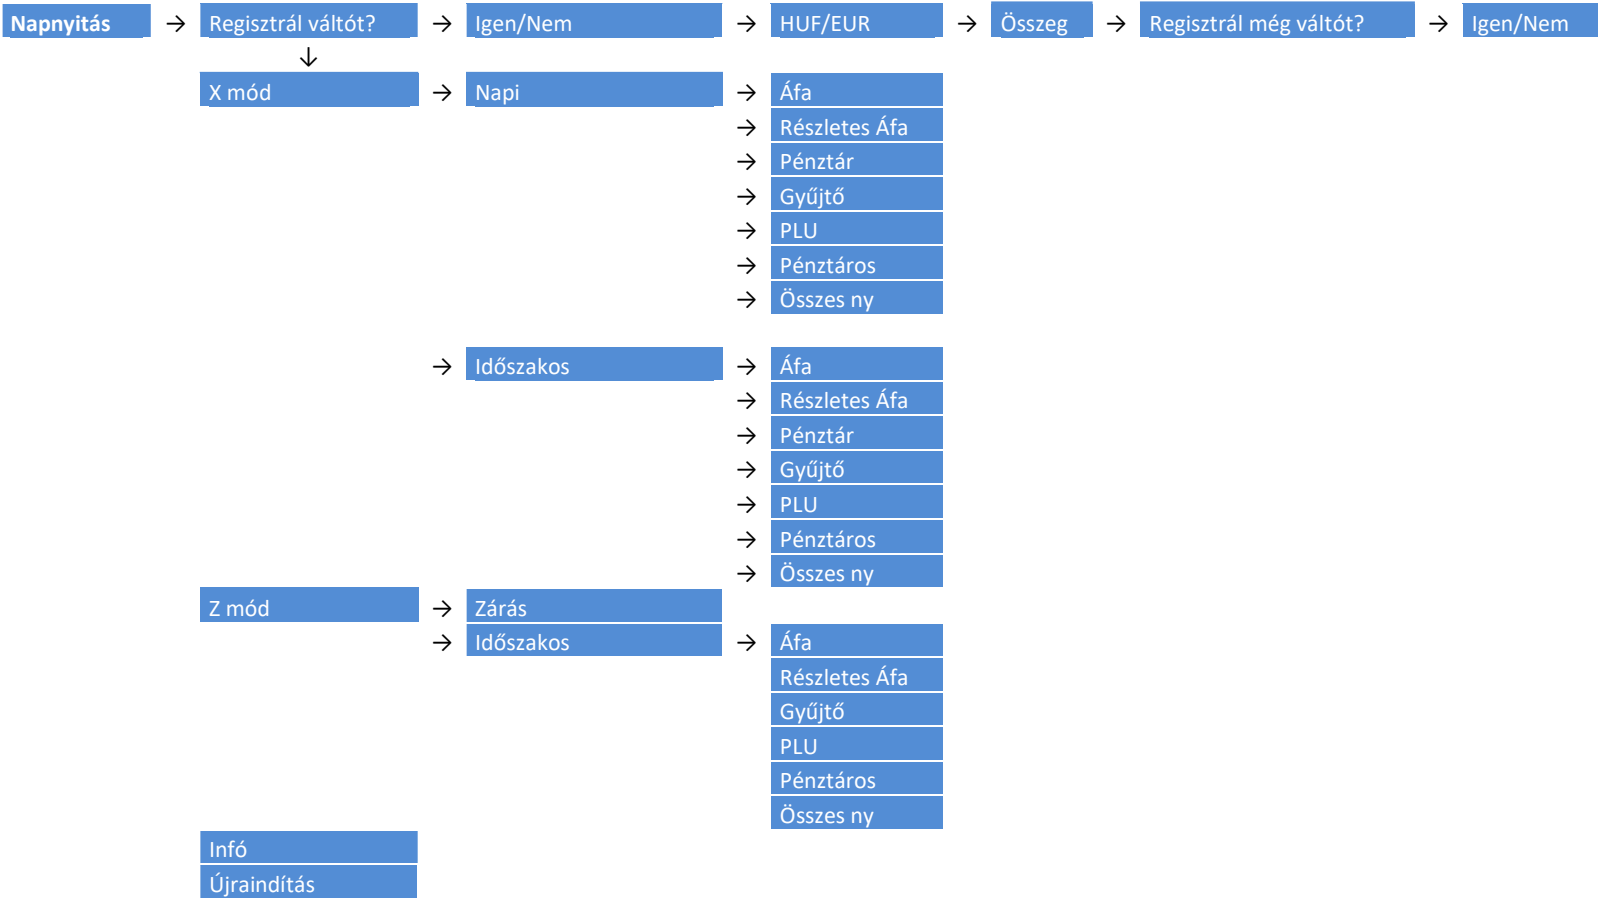 Napnyitás → Regisztrál váltót? → Igen/Nem → HUF/EUR → Összeg → Regisztrál még váltót? → Igen/Nem
↓
X mód → Napi → Áfa
→ Részletes Áfa
→ Pénztár
→ Gyűjtő
→ PLU
→ Pénztáros
→ Összes ny
→ Időszakos → Áfa
→ Részletes Áfa
→ Pénztár
→ Gyűjtő
→ PLU
→ Pénztáros
→ Összes ny
Z mód → Zárás
→ Időszakos → Áfa
Részletes Áfa
Gyűjtő
PLU
Pénztáros
Összes ny
Infó
Újraindítás